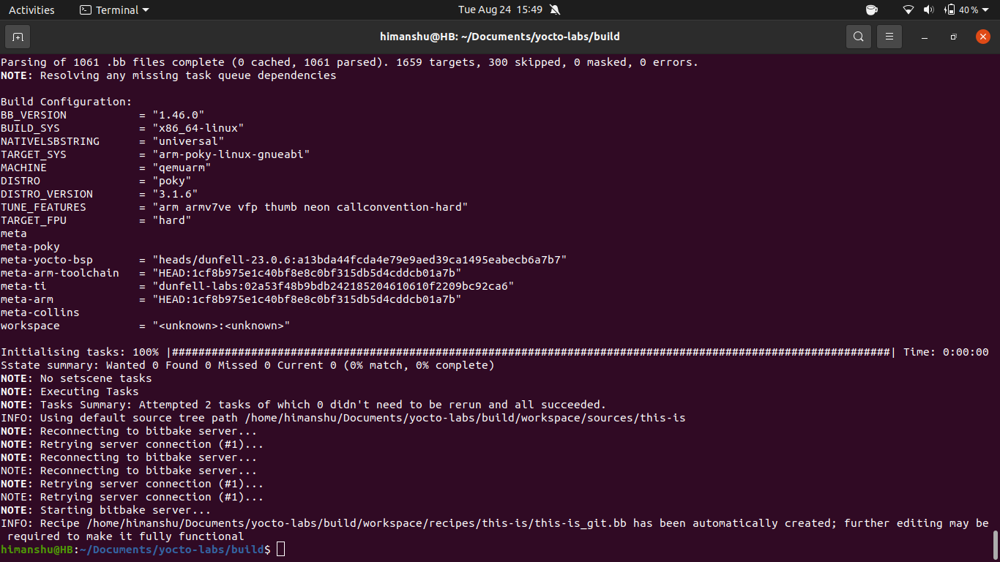 Activities Terminal Tue Aug 24 15:49 40 %
himanshu@HB: ~/Documents/yocto-labs/build
Parsing of 1061 .bb files complete (0 cached, 1061 parsed). 1659 targets, 300 skipped, 0 masked, 0 errors.
NOTE: Resolving any missing task queue dependencies
Build Configuration:
BB_VERSION           = "1.46.0"
BUILD_SYS            = "x86_64-linux"
NATIVELSBSTRING      = "universal"
TARGET_SYS           = "arm-poky-linux-gnueabi"
MACHINE              = "qemuarm"
DISTRO               = "poky"
DISTRO_VERSION       = "3.1.6"
TUNE_FEATURES        = "arm armv7ve vfp thumb neon callconvention-hard"
TARGET_FPU           = "hard"
meta
meta-poky
meta-yocto-bsp       = "heads/dunfell-23.0.6:a13bda44fcda4e79e9aed39ca1495eabecb6a7b7"
meta-arm-toolchain   = "HEAD:1cf8b975e1c40bf8e8c0bf315db5d4cddcb01a7b"
meta-ti              = "dunfell-labs:02a53f48b9bdb242185204610610f2209bc92ca6"
meta-arm             = "HEAD:1cf8b975e1c40bf8e8c0bf315db5d4cddcb01a7b"
meta-collins
workspace            = "<unknown>:<unknown>"
Initialising tasks: 100% |#############################################################################################################| Time: 0:00:00
Sstate summary: Wanted 0 Found 0 Missed 0 Current 0 (0% match, 0% complete)
NOTE: No setscene tasks
NOTE: Executing Tasks
NOTE: Tasks Summary: Attempted 2 tasks of which 0 didn't need to be rerun and all succeeded.
INFO: Using default source tree path /home/himanshu/Documents/yocto-labs/build/workspace/sources/this-is
NOTE: Reconnecting to bitbake server...
NOTE: Retrying server connection (#1)...
NOTE: Reconnecting to bitbake server...
NOTE: Reconnecting to bitbake server...
NOTE: Retrying server connection (#1)...
NOTE: Retrying server connection (#1)...
NOTE: Starting bitbake server...
INFO: Recipe /home/himanshu/Documents/yocto-labs/build/workspace/recipes/this-is/this-is_git.bb has been automatically created; further editing may be
 required to make it fully functional
himanshu@HB:~/Documents/yocto-labs/build$